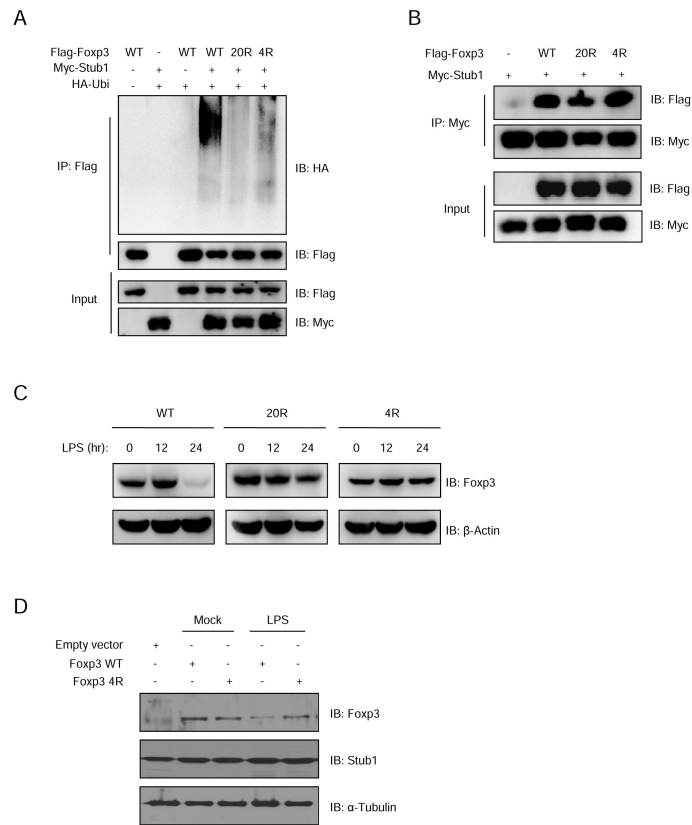 A
Flag-Foxp3 WT - WT WT 20R 4R
Myc-Stub1 - + - + + +
HA-Ubi - + + + + +
IP: Flag
IB: HA
IB: Flag
Input
IB: Flag
IB: Myc
B
Flag-Foxp3 - WT 20R 4R
Myc-Stub1 + + + +
IP: Myc
IB: Flag
IB: Myc
Input
IB: Flag
IB: Myc
C
WT 20R 4R
LPS (hr): 0 12 24 0 12 24 0 12 24
IB: Foxp3
IB: β-Actin
D
Mock LPS
Empty vector + - - - -
Foxp3 WT - + - + -
Foxp3 4R - - + - +
IB: Foxp3
IB: Stub1
IB: α-Tubulin